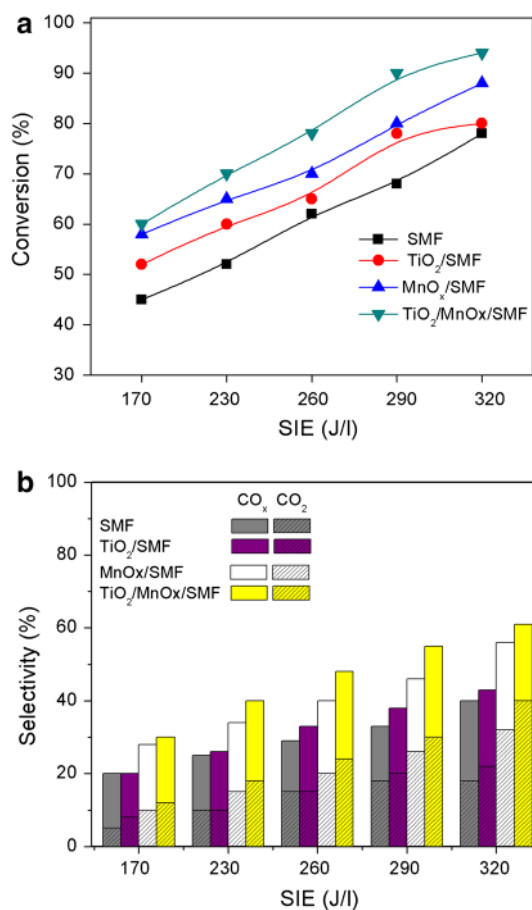 a
100
90
80
70
60
50
40
30
Conversion (%)
SMF
TiO₂/SMF
MnOₓ/SMF
TiO₂/MnOx/SMF
170 230 260 290 320
SIE (J/l)
b
100
80
60
40
20
0
Selectivity (%)
COₓ CO₂
SMF
TiO₂/SMF
MnOx/SMF
TiO₂/MnOx/SMF
170 230 260 290 320
SIE (J/l)